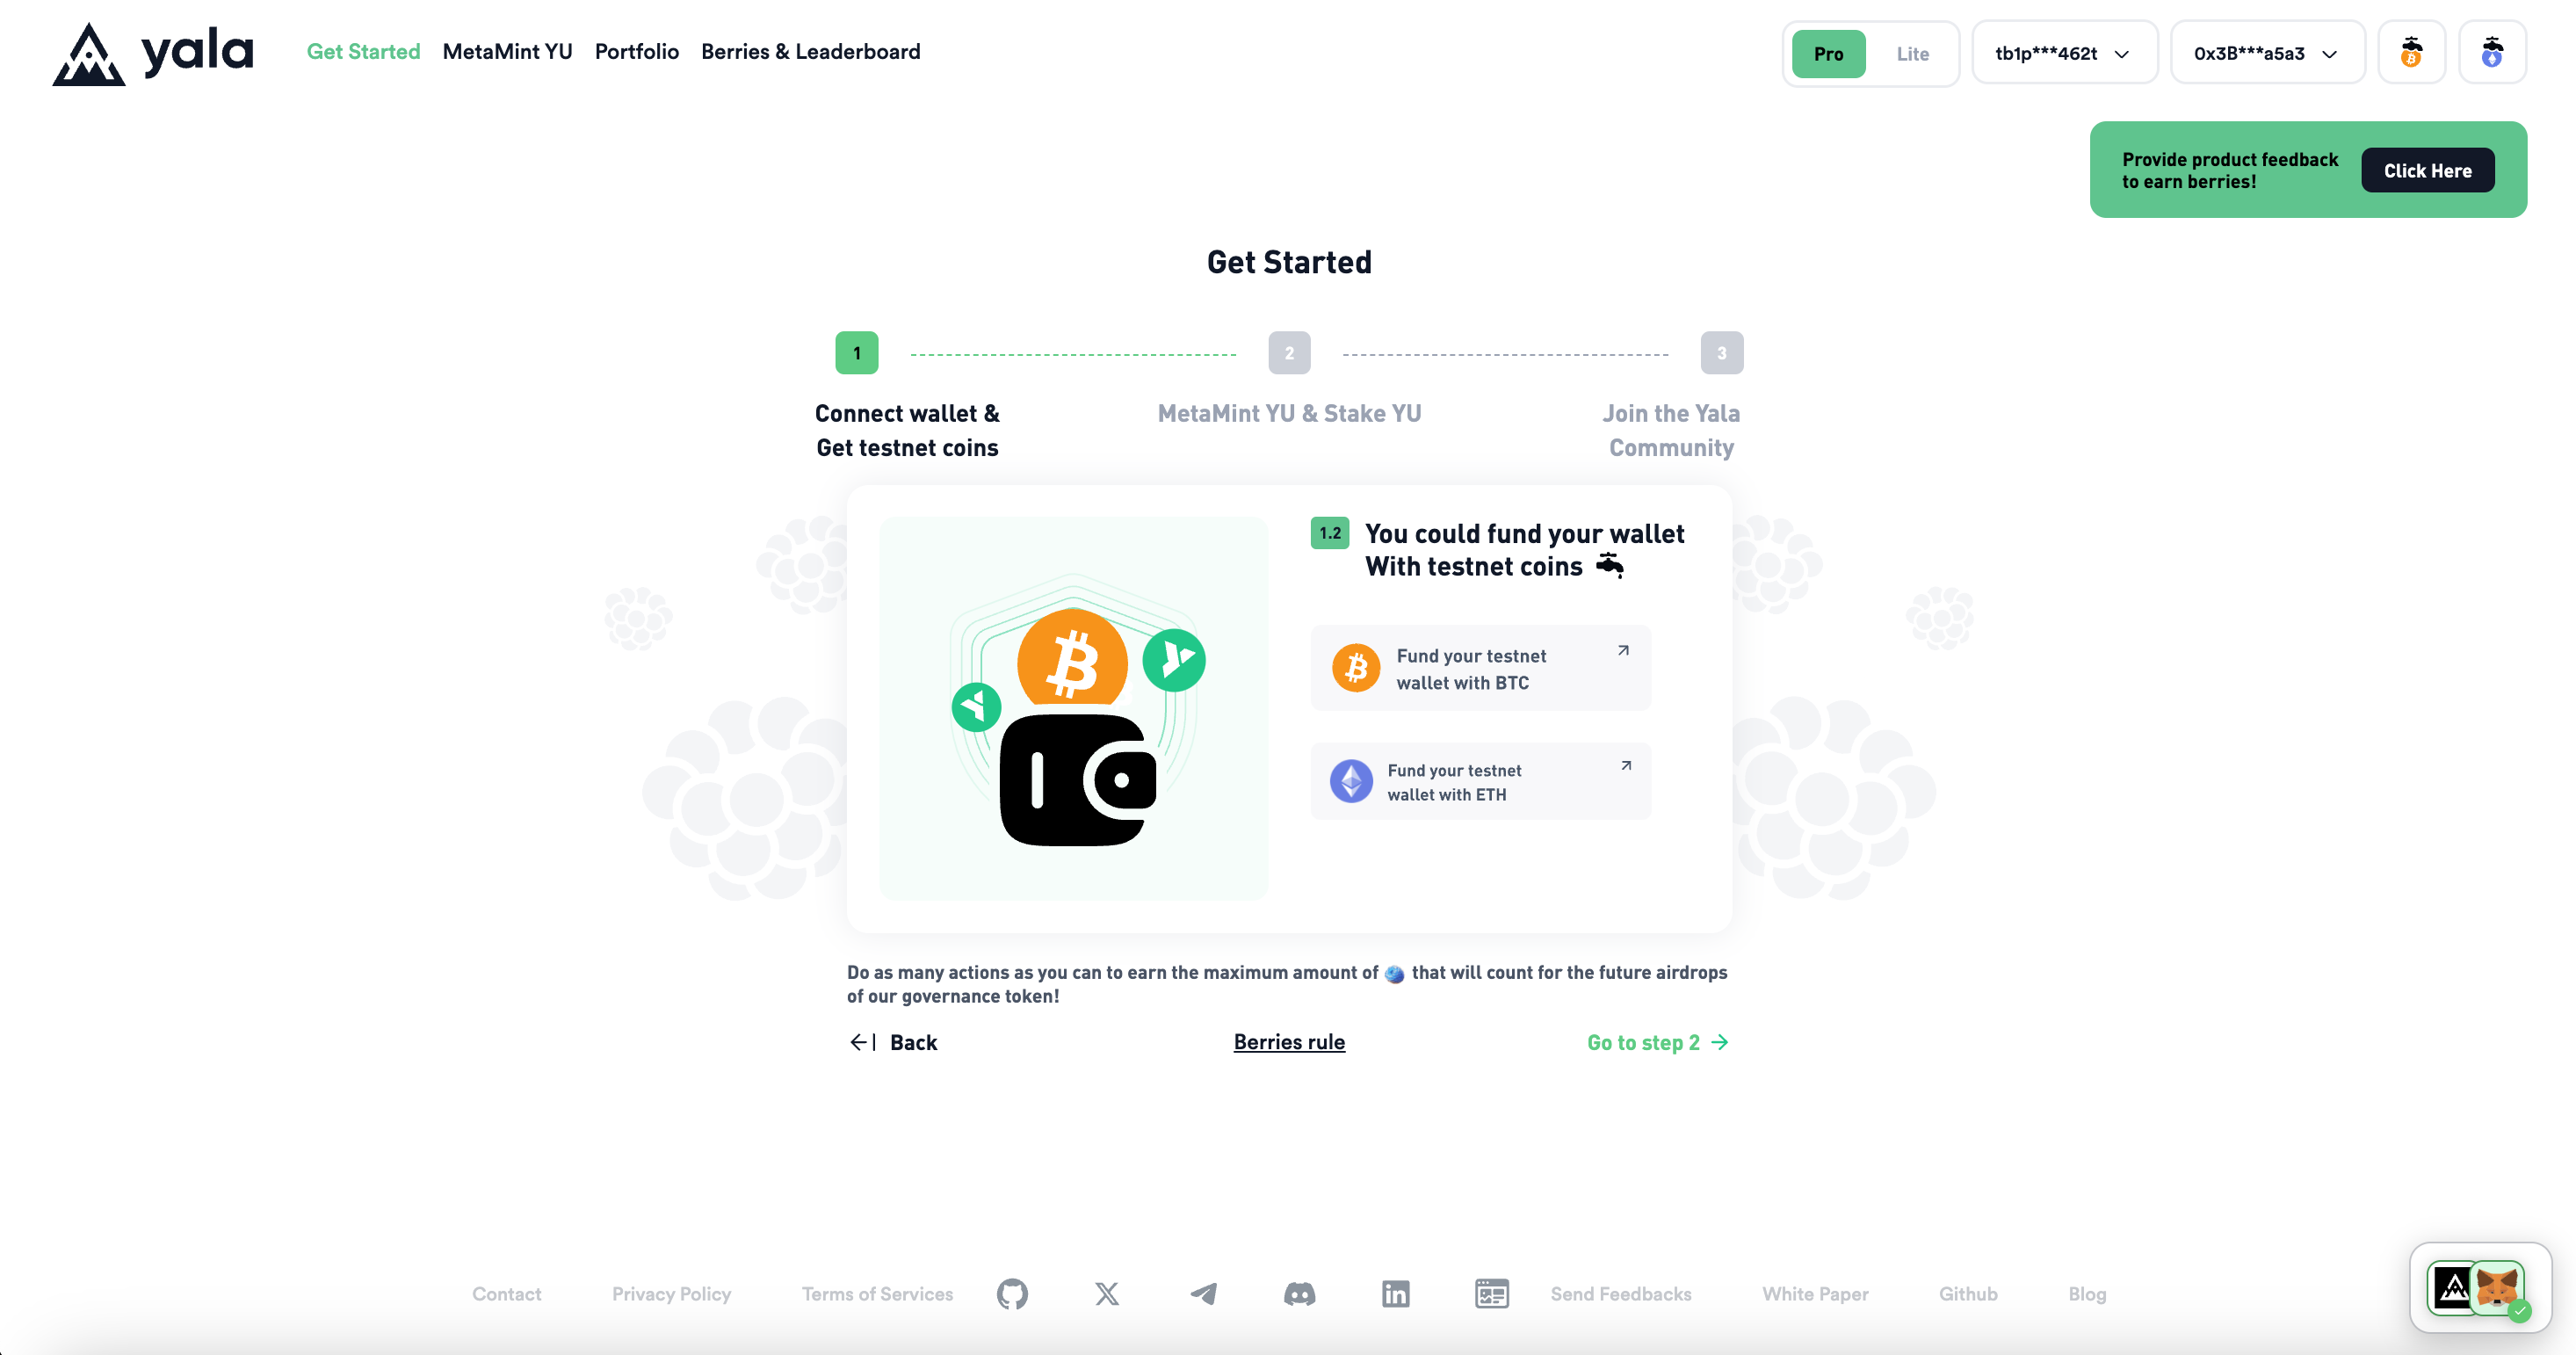 yala
Get Started
MetaMint YU
Portfolio
Berries & Leaderboard
Pro
Lite
tb1p***462t
0x3B***a5a3
Provide product feedback
to earn berries!
Click Here
Get Started
1
2
3
Connect wallet &
Get testnet coins
MetaMint YU & Stake YU
Join the Yala
Community
1.2
You could fund your wallet
With testnet coins
Fund your testnet
wallet with BTC
Fund your testnet
wallet with ETH
Do as many actions as you can to earn the maximum amount of that will count for the future airdrops
of our governance token!
Back
Berries rule
Go to step 2
Contact
Privacy Policy
Terms of Services
Send Feedbacks
White Paper
Github
Blog